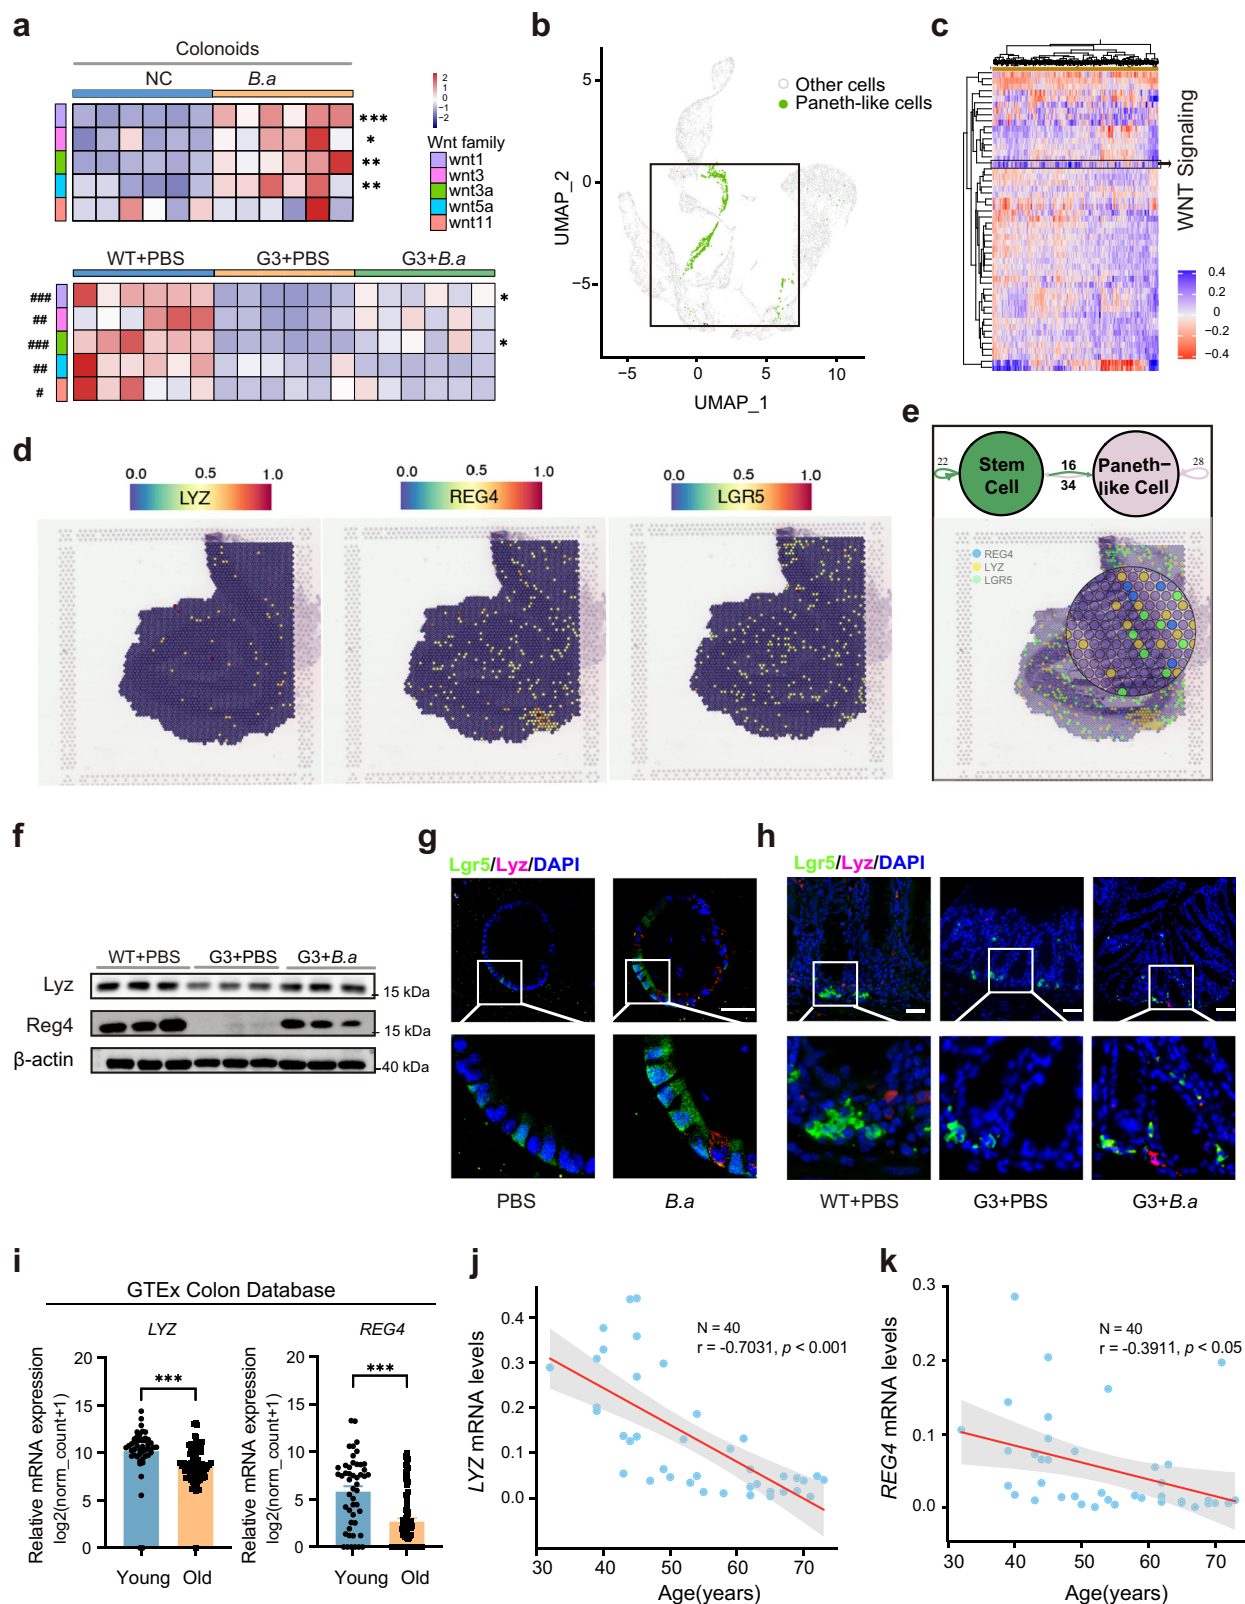 a
Colonoids
NC B.a
2
1
0
−1
−2
***
*
**
**
Wnt family
wnt1
wnt3
wnt3a
wnt5a
wnt11
WT+PBS G3+PBS G3+B.a
###
##
###
##
#
*
*
b
Other cells
Paneth-like cells
UMAP_2
5
0
−5
−5 0 5 10
UMAP_1
c
WNT Signaling
0.4
0.2
0
−0.2
−0.4
d
0.0 0.5 1.0
LYZ
0.0 0.5 1.0
REG4
0.0 0.5 1.0
LGR5
e
22
Stem
Cell
16
34
Paneth−
like Cell
28
REG4
LYZ
LGR5
f
WT+PBS G3+PBS G3+B.a
Lyz
15 kDa
Reg4
15 kDa
β-actin
40 kDa
g
Lgr5/Lyz/DAPI
PBS B.a
h
Lgr5/Lyz/DAPI
WT+PBS G3+PBS G3+B.a
i
GTEx Colon Database
LYZ
Relative mRNA expression
log2(norm_count+1)
20
15
10
5
0
***
Young Old
REG4
Relative mRNA expression
log2(norm_count+1)
20
15
10
5
0
***
Young Old
j
LYZ mRNA levels
0.4
0.3
0.2
0.1
0.0
N = 40
r = -0.7031, p < 0.001
30 40 50 60 70
Age(years)
k
REG4 mRNA levels
0.3
0.2
0.1
0.0
N = 40
r = -0.3911, p < 0.05
30 40 50 60 70
Age(years)